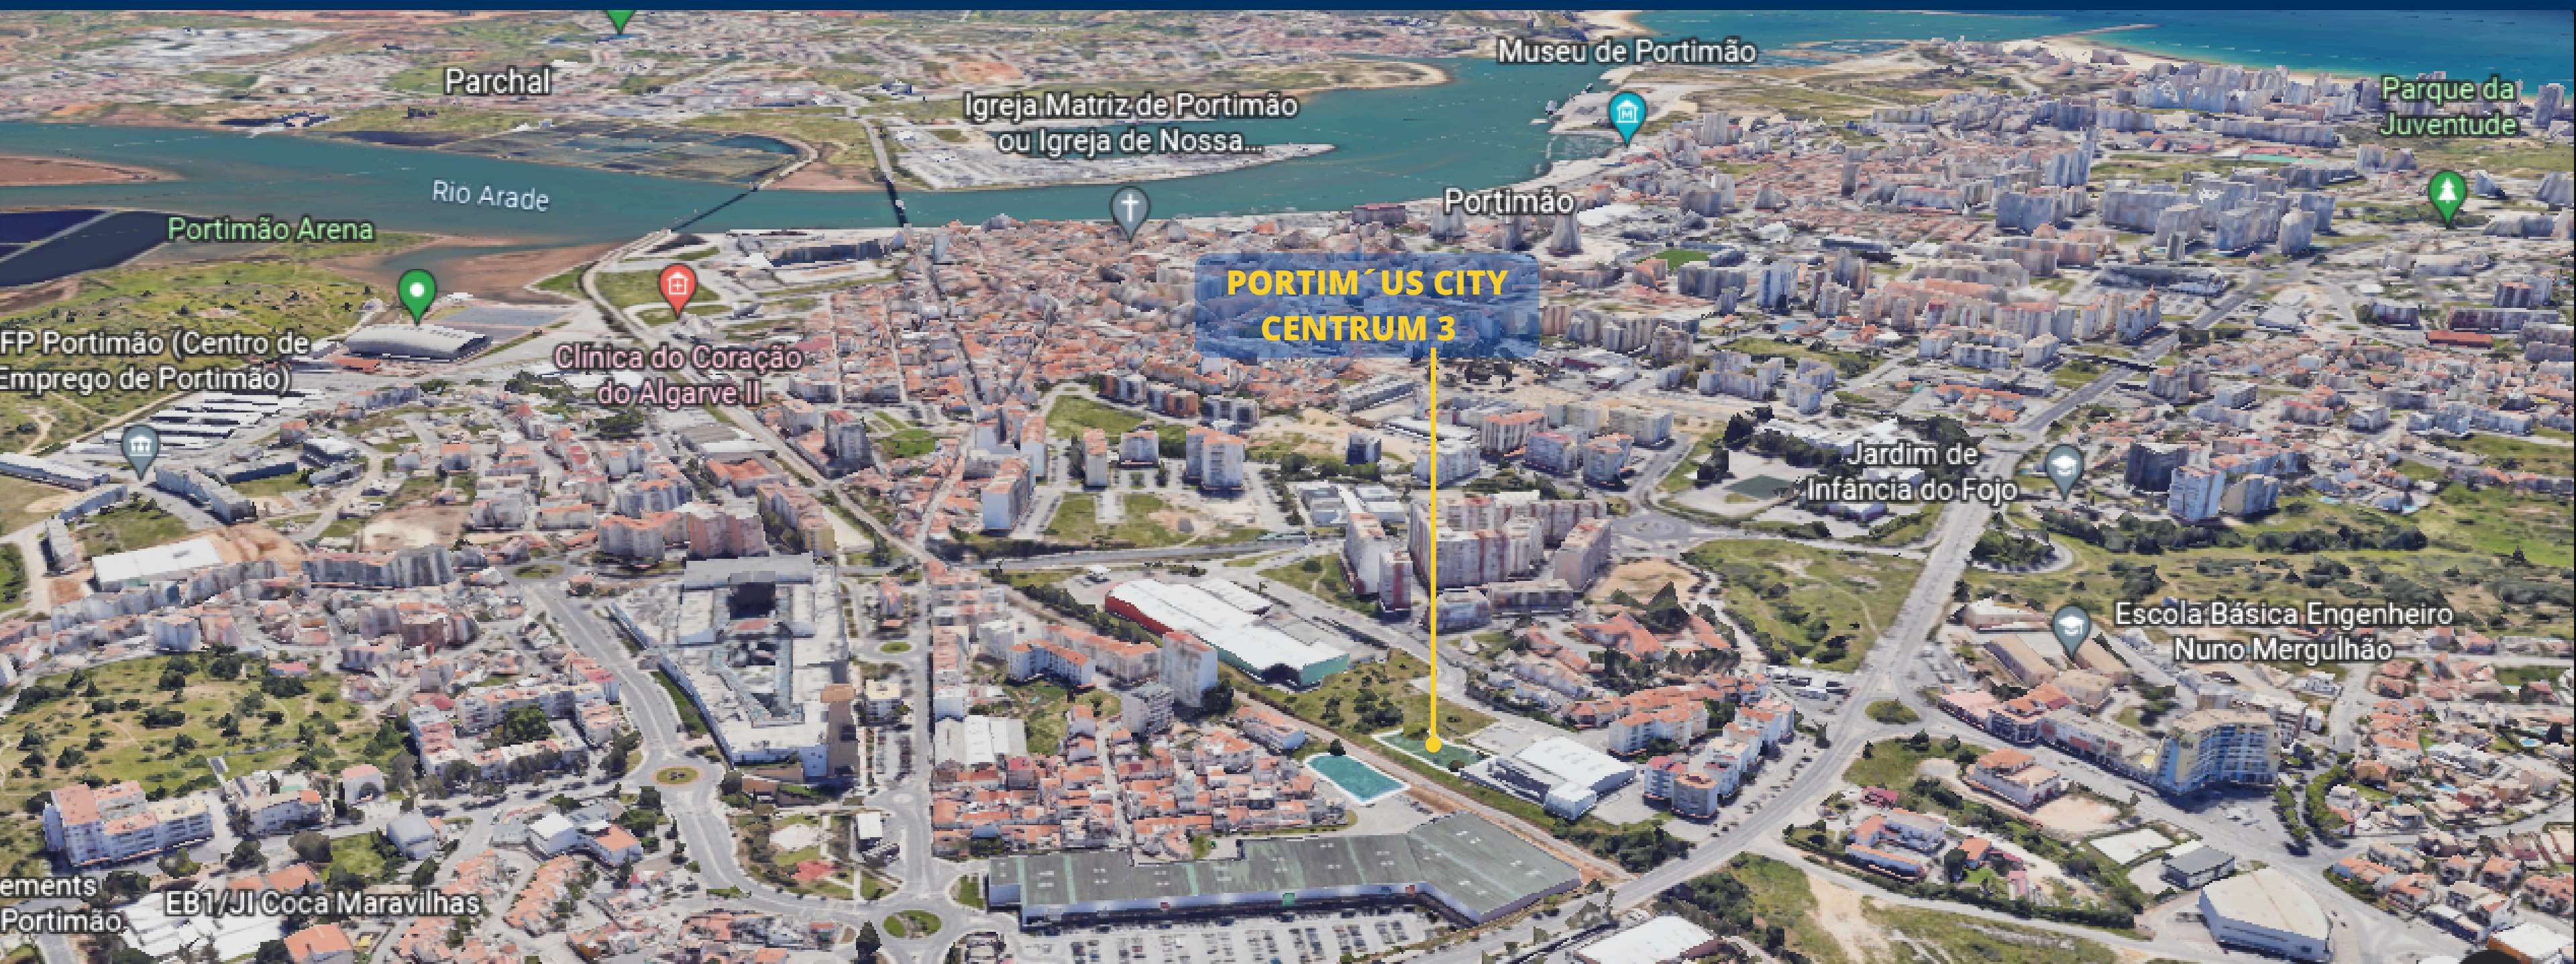 Museu de Portimão
Parchal
Parque da
Juventude
Igreja Matriz de Portimão
ou Igreja de Nossa...
Rio Arade
Portimão
Portimão Arena
PORTIM´US CITY
CENTRUM 3
FP Portimão (Centro de
Emprego de Portimão)
Clínica do Coração
do Algarve II
Jardim de
Infância do Fojo
Escola Básica Engenheiro
Nuno Mergulhão
ements
Portimão
EB1/JI Coca Maravilhas